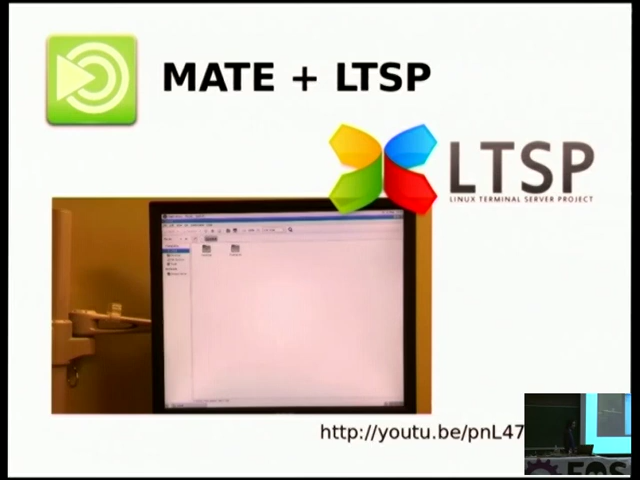 MATE + LTSP
LTSP
LINUX TERMINAL SERVER PROJECT
http://youtu.be/pnL47